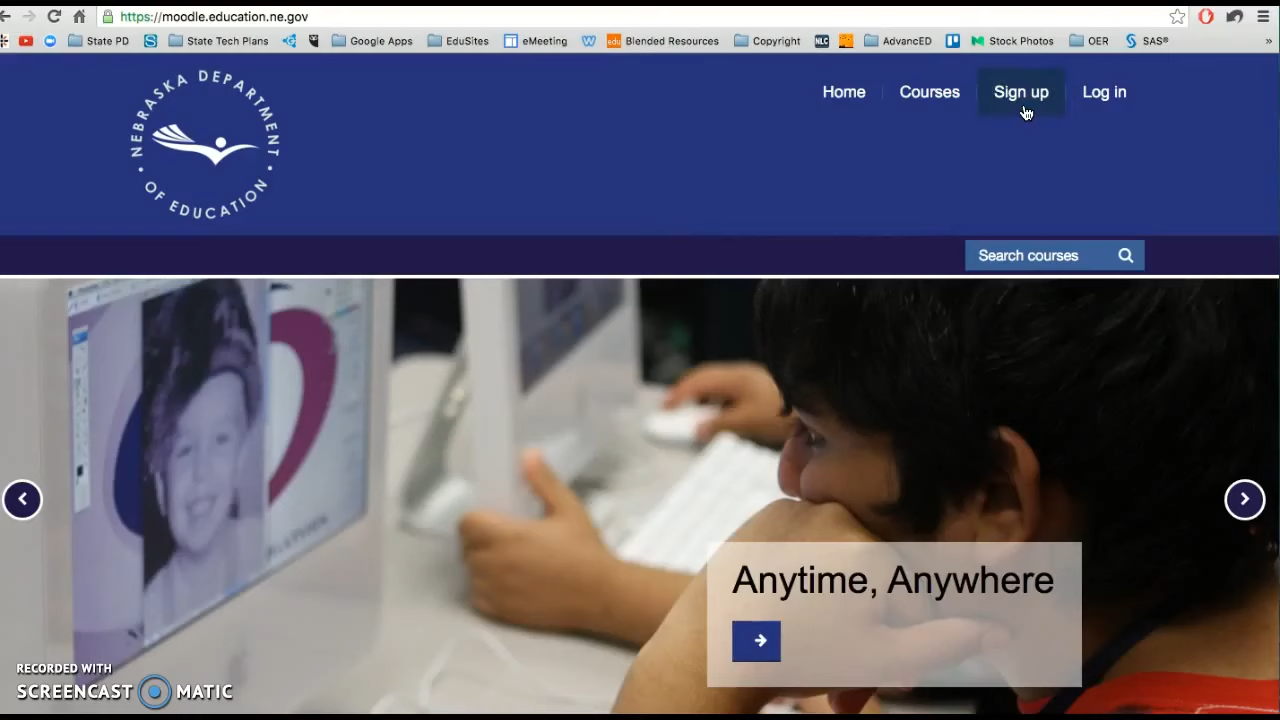 https://moodle.education.ne.gov
State PD
State Tech Plans
Google Apps
EduSites
eMeeting
edu Blended Resources
Copyright
NLC
AdvancED
Stock Photos
OER
SAS®
»
NEBRASKA DEPARTMENT
OF EDUCATION
Home
Courses
Sign up
Log in
Search courses
Anytime, Anywhere
RECORDED WITH
SCREENCAST MATIC